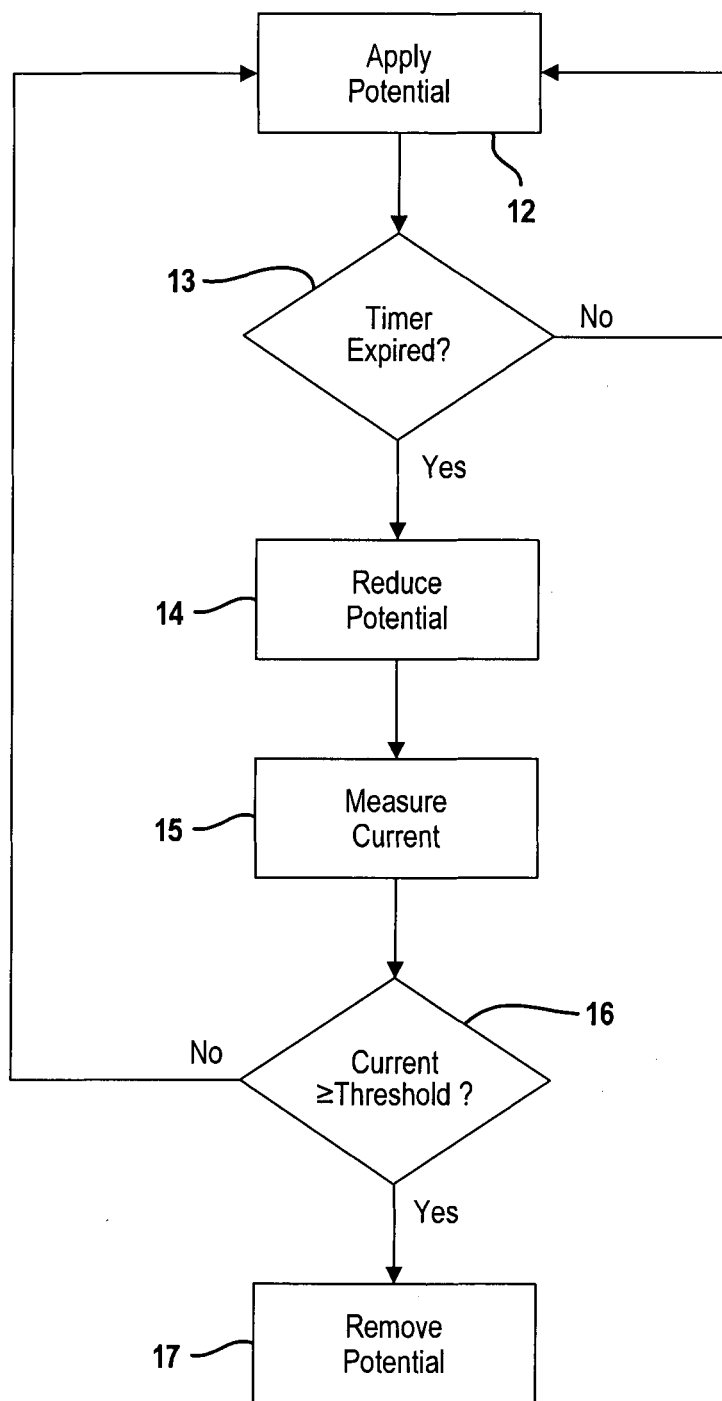 Apply
Potential
12
13
Timer
Expired?
No
Yes
14
Reduce
Potential
15
Measure
Current
16
No
Current
≥Threshold ?
Yes
17
Remove
Potential